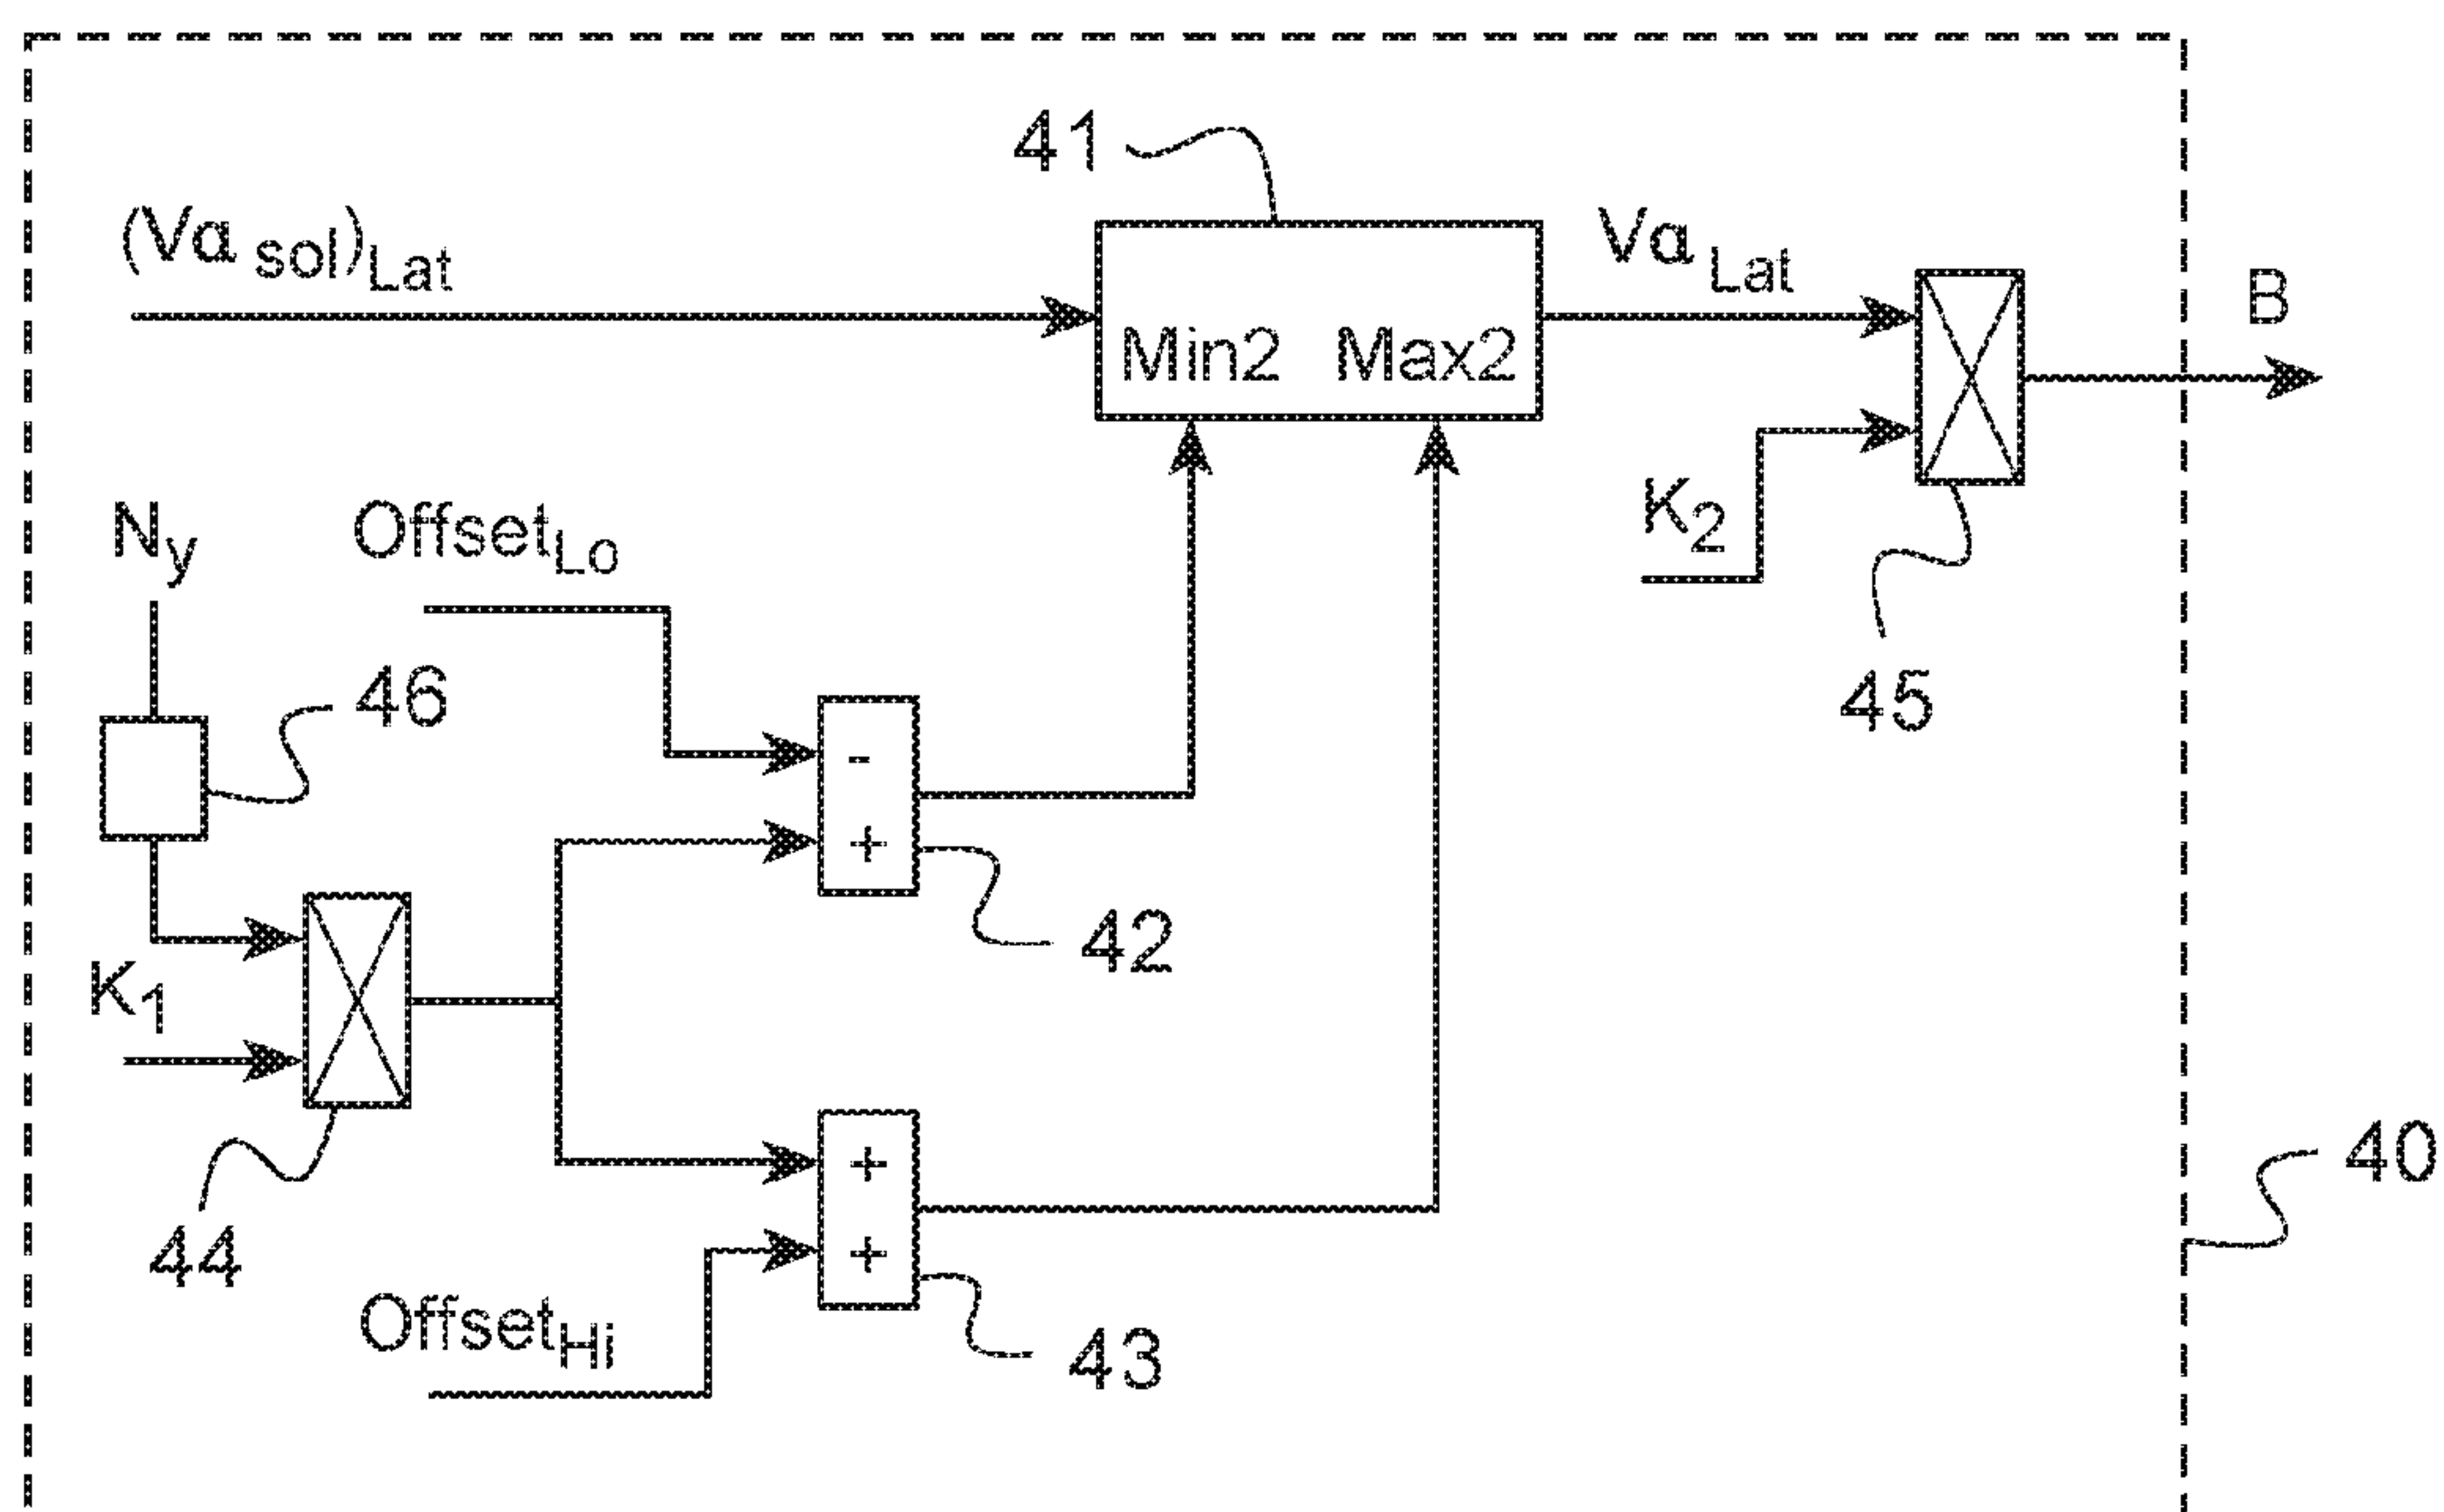 41
(Vα sol)Lat
Vα Lat
B
Min2 Max2
Ny
OffsetLo
K2
46
45
-
+
42
K1
+
40
44
+
OffsetHi
43